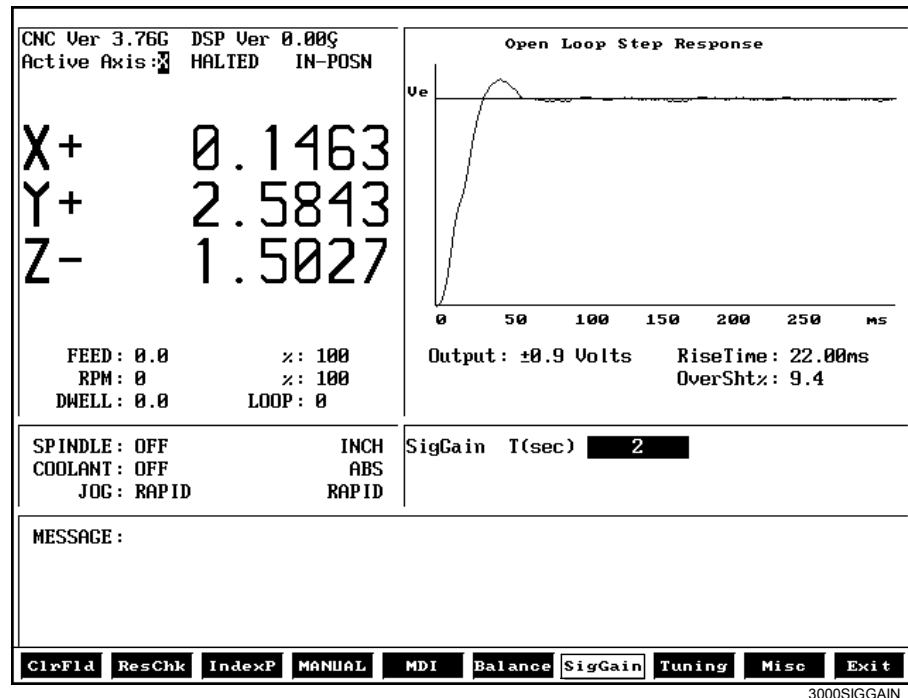 CNC Ver 3.76G DSP Ver 0.00Ç
Active Axis:X HALTED IN-POSN
X+ 0.1463
Y+ 2.5843
Z- 1.5027
FEED: 0.0 %: 100
RPM: 0 %: 100
DWELL: 0.0 LOOP: 0
Open Loop Step Response
Ve
0 50 100 150 200 250 ms
Output: ±0.9 Volts RiseTime: 22.00ms
OverSht%: 9.4
SPINDLE: OFF INCH
COOLANT: OFF ABS
JOG: RAPID RAPID
SigGain T(sec) 2
MESSAGE:
ClrFld ResChk IndexP MANUAL MDI Balance SigGain Tuning Misc Exit
3000SIGGAIN